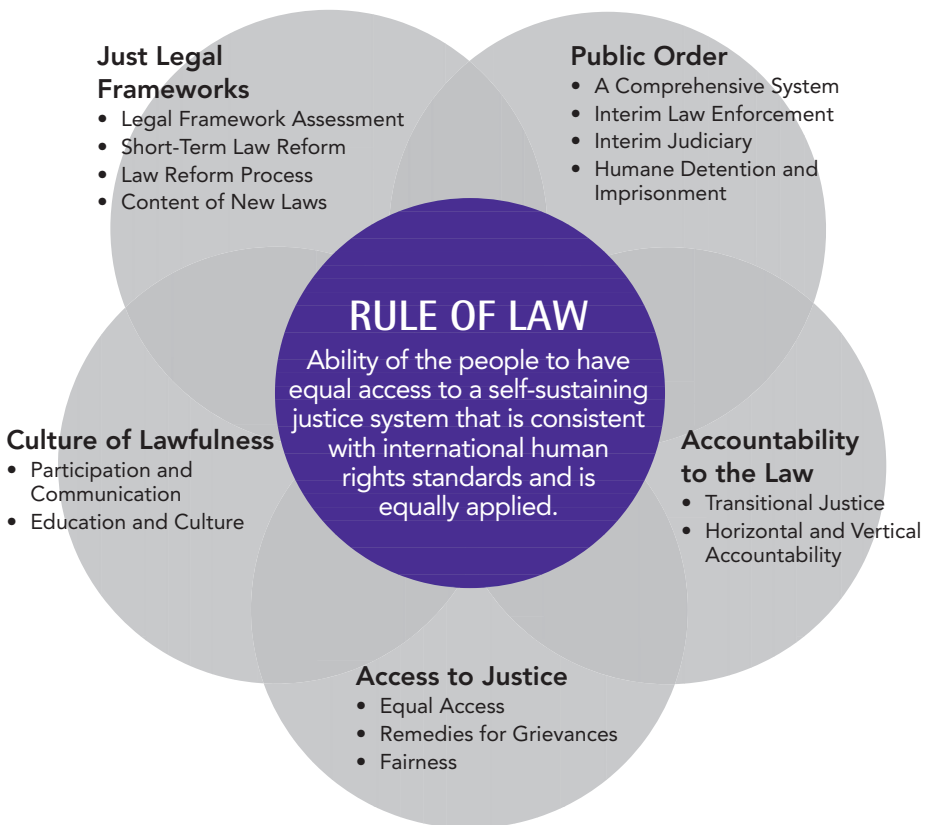 Just Legal
Frameworks
• Legal Framework Assessment
• Short-Term Law Reform
• Law Reform Process
• Content of New Laws
Public Order
• A Comprehensive System
• Interim Law Enforcement
• Interim Judiciary
• Humane Detention and
Imprisonment
RULE OF LAW
Ability of the people to have
equal access to a self-sustaining
justice system that is consistent
with international human
rights standards and is
equally applied.
Culture of Lawfulness
• Participation and
Communication
• Education and Culture
Accountability
to the Law
• Transitional Justice
• Horizontal and Vertical
Accountability
Access to Justice
• Equal Access
• Remedies for Grievances
• Fairness